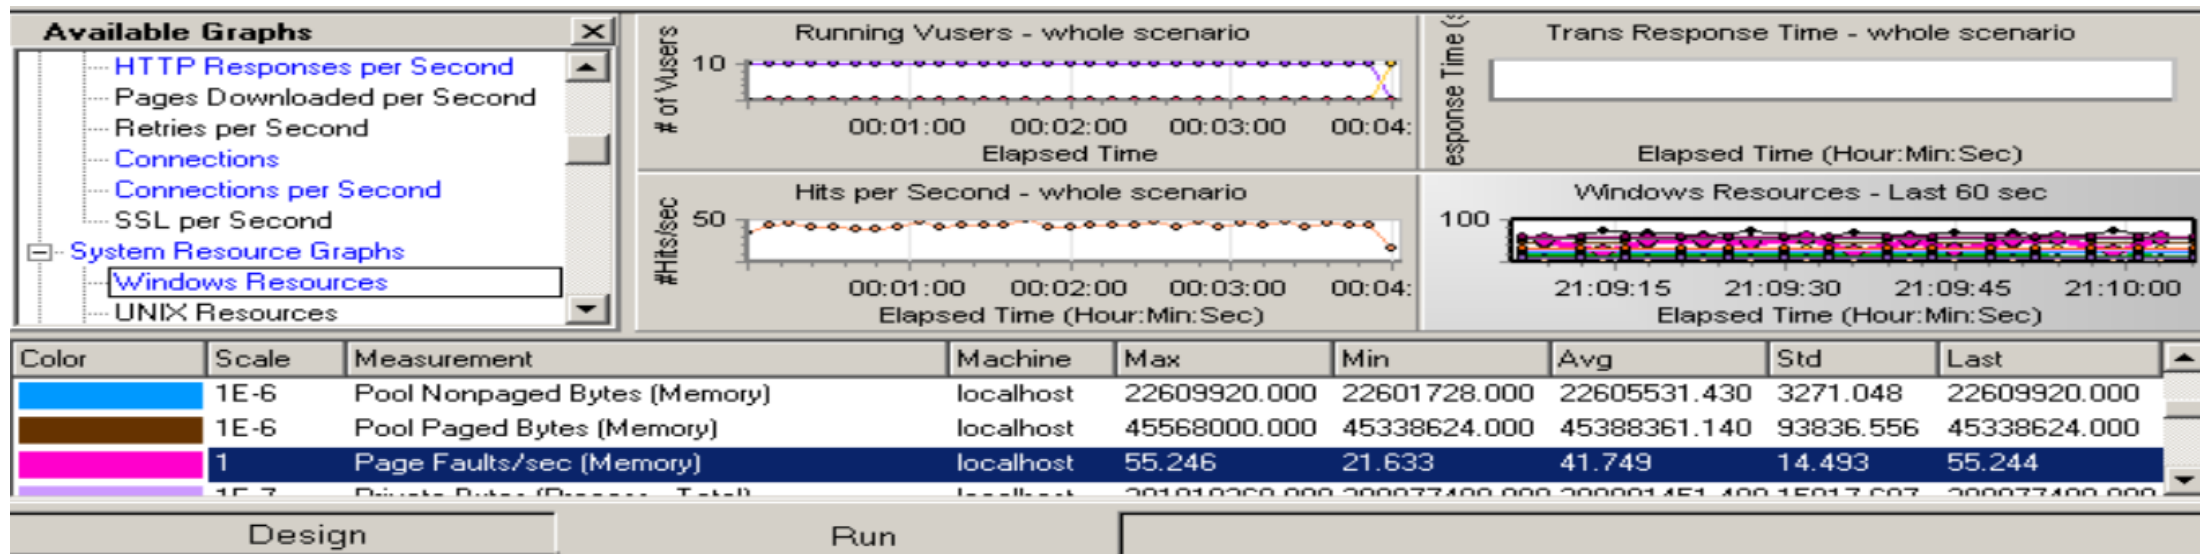 Available Graphs
HTTP Responses per Second
Pages Downloaded per Second
Retries per Second
Connections
Connections per Second
SSL per Second
System Resource Graphs
Windows Resources
UNIX Resources
Running Vusers - whole scenario
# of Vusers
10
00:01:00 00:02:00 00:03:00 00:04:
Elapsed Time
Trans Response Time - whole scenario
esponse Time (s
Elapsed Time (Hour:Min:Sec)
Hits per Second - whole scenario
#Hits/sec
50
00:01:00 00:02:00 00:03:00 00:04:
Elapsed Time (Hour:Min:Sec)
Windows Resources - Last 60 sec
100
21:09:15 21:09:30 21:09:45 21:10:00
Elapsed Time (Hour:Min:Sec)
Color Scale Measurement Machine Max Min Avg Std Last
1E-6 Pool Nonpaged Bytes (Memory) localhost 22609920.000 22601728.000 22605531.430 3271.048 22609920.000
1E-6 Pool Paged Bytes (Memory) localhost 45568000.000 45338624.000 45388361.140 93836.556 45338624.000
1 Page Faults/sec (Memory) localhost 55.246 21.633 41.749 14.493 55.244
Design Run